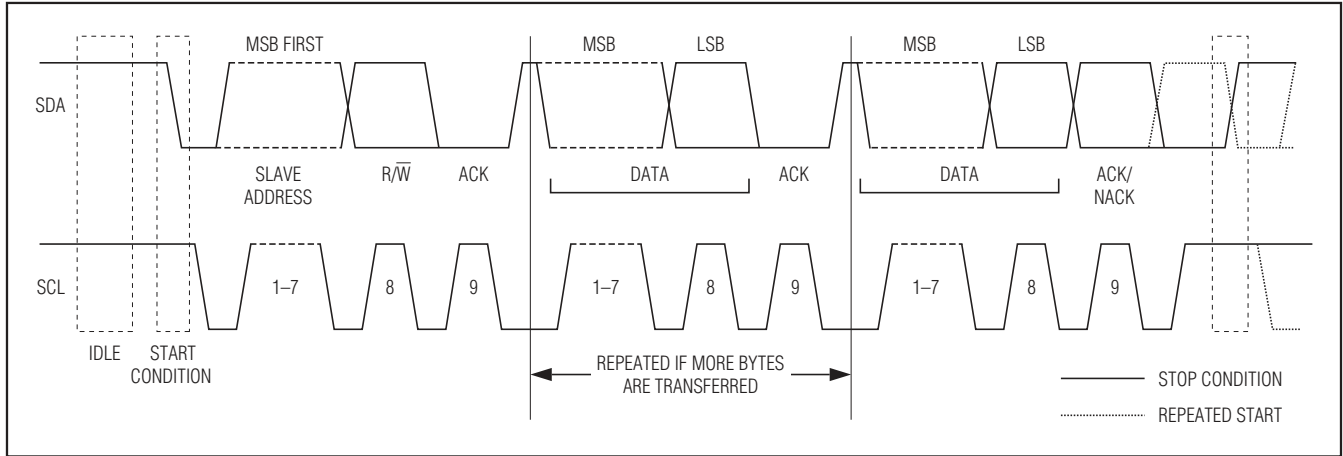 MSB FIRST
MSB
LSB
MSB
LSB
SDA
SLAVE
ADDRESS
R/W̅
ACK
DATA
ACK
DATA
ACK/
NACK
SCL
1–7
8
9
1–7
8
9
1–7
8
9
IDLE
START
CONDITION
REPEATED IF MORE BYTES
ARE TRANSFERRED
STOP CONDITION
REPEATED START